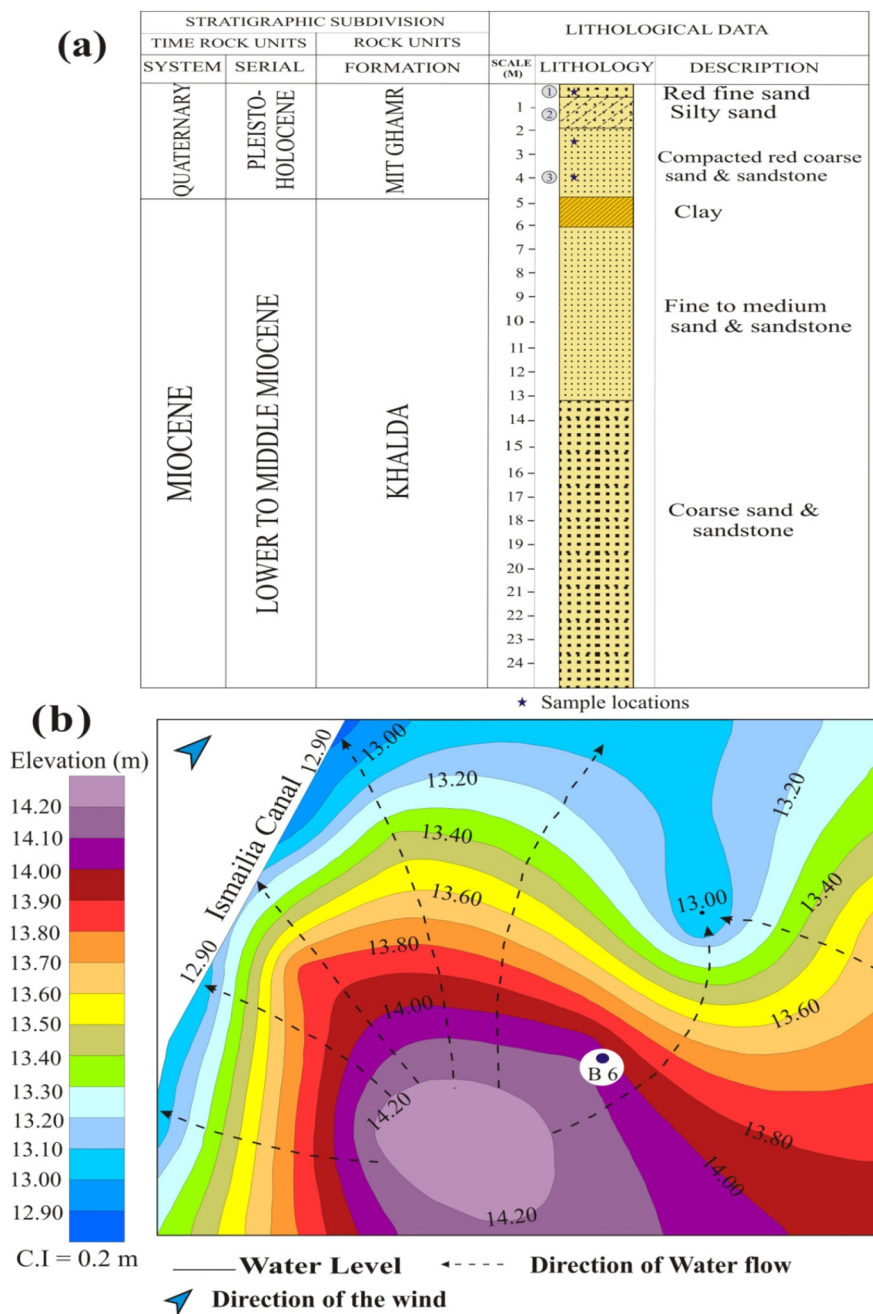 (a)
STRATIGRAPHIC SUBDIVISION
LITHOLOGICAL DATA
TIME ROCK UNITS
ROCK UNITS
SYSTEM
SERIAL
FORMATION
SCALE (M)
LITHOLOGY
DESCRIPTION
QUATERNARY
PLEISTO-
HOLOCENE
MIT GHAMR
MIOCENE
LOWER TO MIDDLE MIOCENE
KHALDA
1
2
3
4
5
6
7
8
9
10
11
12
13
14
15
16
17
18
19
20
21
22
23
24
1
2
3
Red fine sand
Silty sand
Compacted red coarse
sand & sandstone
Clay
Fine to medium
sand & sandstone
Coarse sand &
sandstone
★ Sample locations
(b)
Elevation (m)
14.20
14.10
14.00
13.90
13.80
13.70
13.60
13.50
13.40
13.30
13.20
13.10
13.00
12.90
C.I = 0.2 m
Ismailia Canal
12.90
13.00
13.20
13.20
13.40
13.40
13.00
13.60
13.60
12.90
13.80
14.00
B 6
14.20
13.80
14.00
14.20
Water Level
Direction of Water flow
Direction of the wind